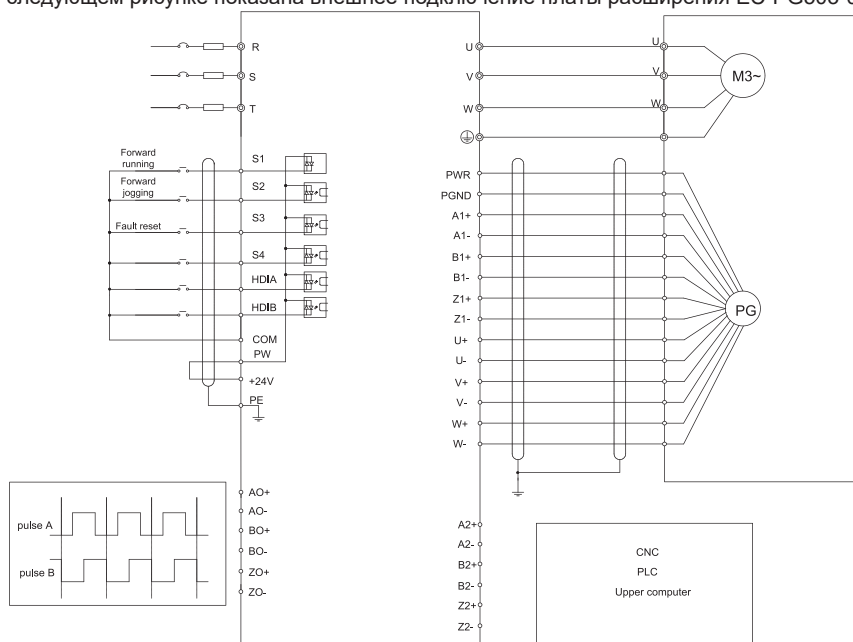 следующем рисунке показана внешнее подключение платы расширения
R
S
T
U
V
W
U
V
W
M3~
Forward
running
Forward
jogging
Fault reset
S1
S2
S3
S4
HDIA
HDIB
COM
PW
+24V
PE
PWR
PGND
A1+
A1-
B1+
B1-
Z1+
Z1-
U+
U-
V+
V-
W+
W-
PG
pulse A
pulse B
AO+
AO-
BO+
BO-
ZO+
ZO-
A2+
A2-
B2+
B2-
Z2+
Z2-
CNC
PLC
Upper computer